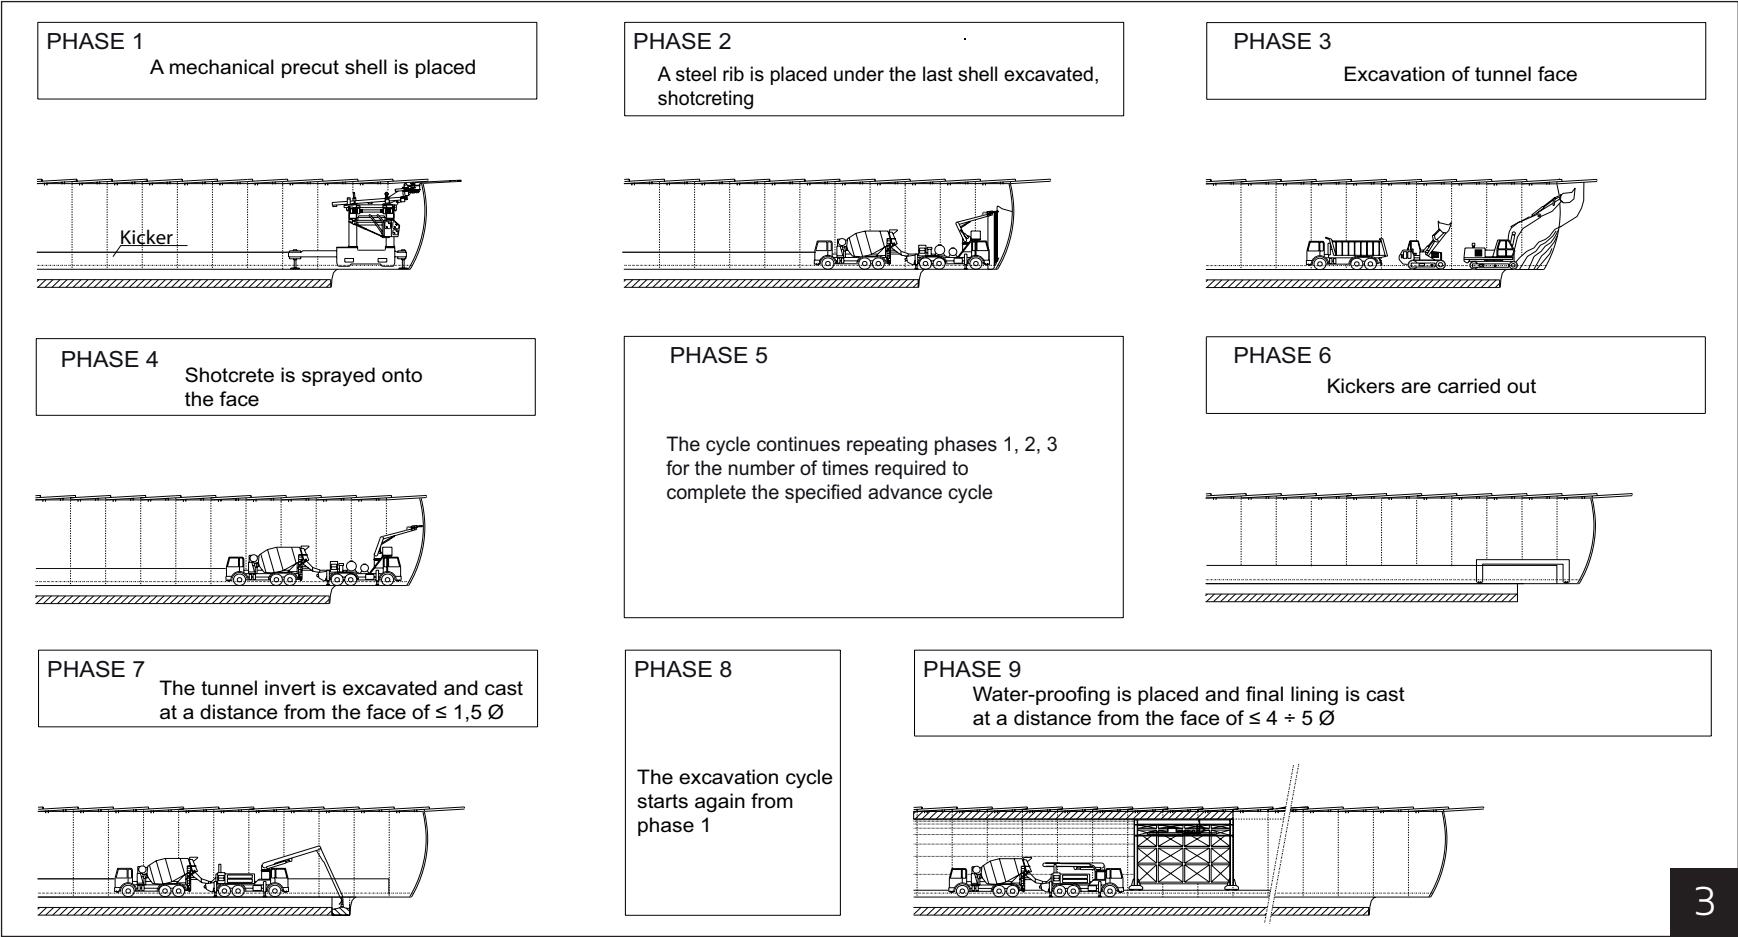 PHASE 1
A mechanical precut shell is placed
PHASE 2
A steel rib is placed under the last shell excavated,
shotcreting
PHASE 3
Excavation of tunnel face
Kicker
PHASE 4
Shotcrete is sprayed onto
the face
PHASE 5
The cycle continues repeating phases 1, 2, 3
for the number of times required to
complete the specified advance cycle
PHASE 6
Kickers are carried out
PHASE 7
The tunnel invert is excavated and cast
at a distance from the face of ≤ 1,5 Ø
PHASE 8
The excavation cycle
starts again from
phase 1
PHASE 9
Water-proofing is placed and final lining is cast
at a distance from the face of ≤ 4 ÷ 5 Ø
3